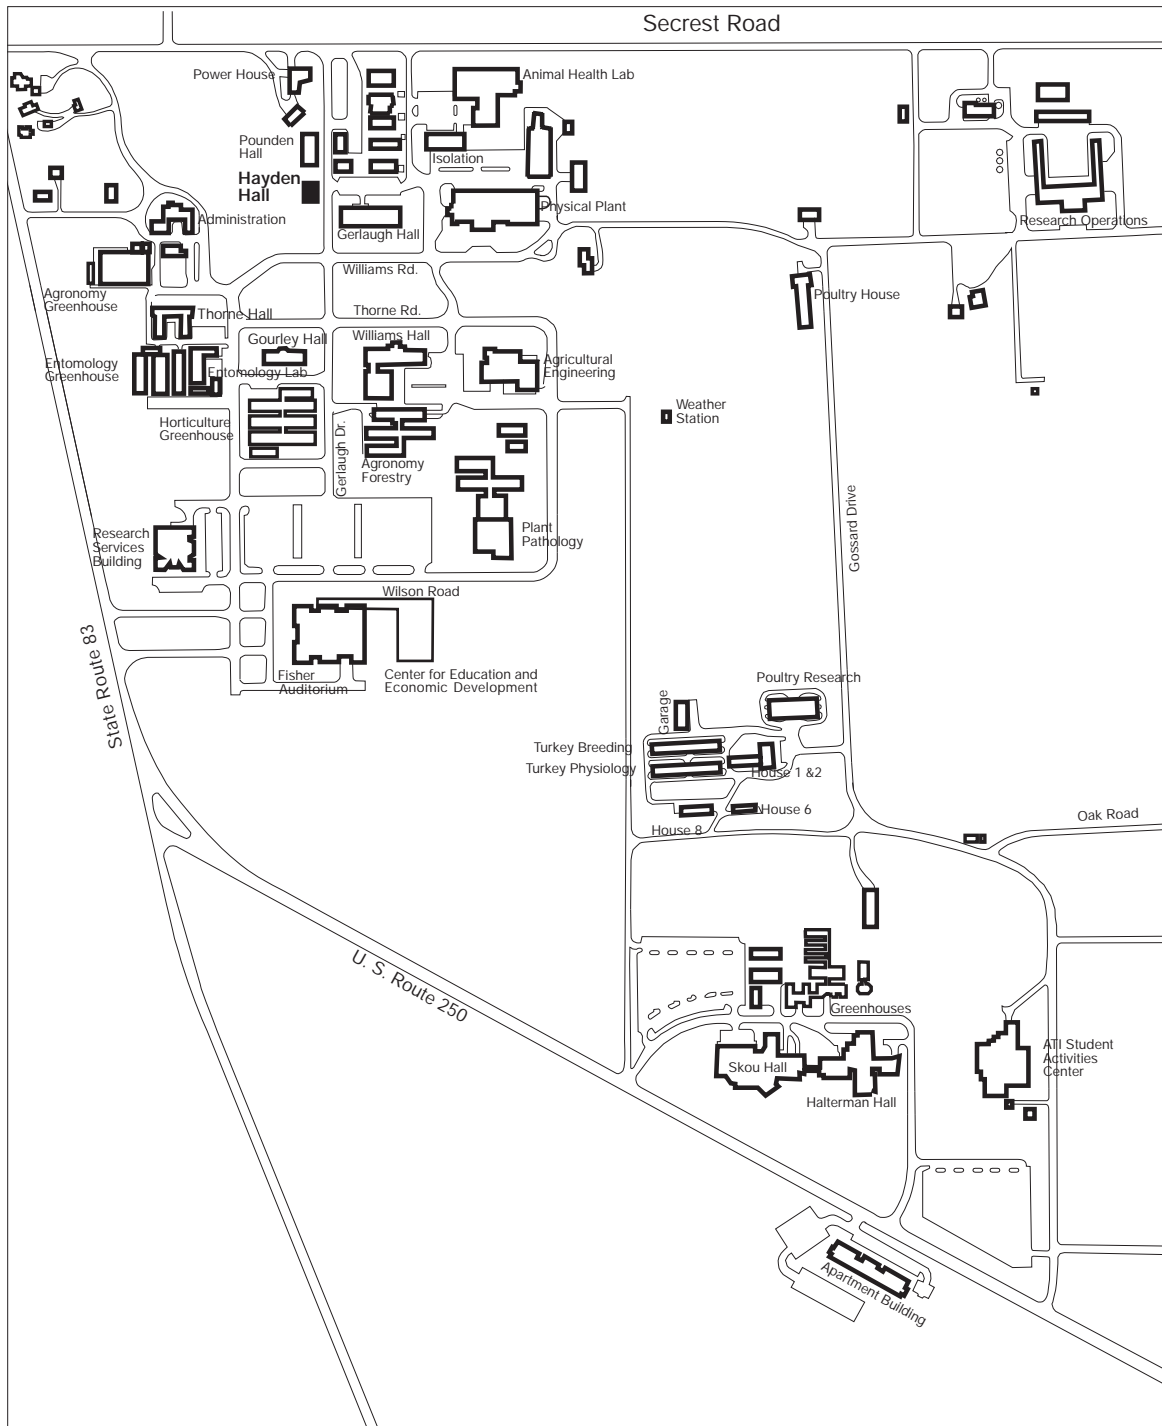 Secrest Road
Power House
Animal Health Lab
Pounden
Hall
Isolation
Hayden
Hall
Physical Plant
Administration
Research Operations
Gerlaugh Hall
Williams Rd.
Agronomy
Greenhouse
Poultry House
Thorne Rd.
Thorne Hall
Gourley Hall
Williams Hall
Entomology
Greenhouse
Entomology Lab
Agricultural
Engineering
Weather
Station
Horticulture
Greenhouse
Gerlaugh Dr.
Agronomy
Forestry
Gossard Drive
Research
Services
Building
Plant
Pathology
Wilson Road
State Route 83
Fisher
Auditorium
Center for Education and
Economic Development
Poultry Research
Garage
Turkey Breeding
Turkey Physiology
House 1 &2
House 6
House 8
Oak Road
U. S. Route 250
Greenhouses
ATI Student
Activities
Center
Skou Hall
Halterman Hall
Apartment Building